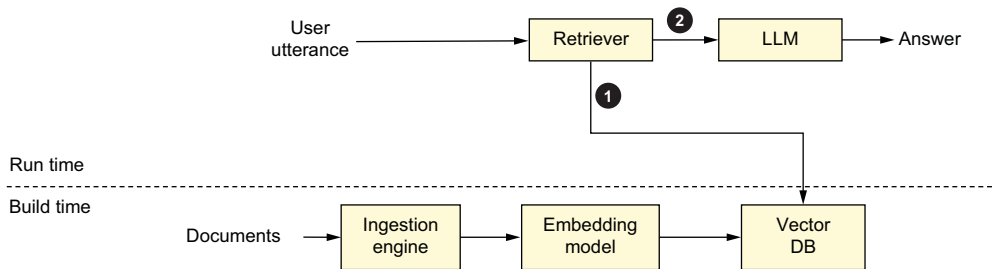 User
utterance
Retriever
2
LLM
Answer
1
Run time
Build time
Documents
Ingestion
engine
Embedding
model
Vector
DB